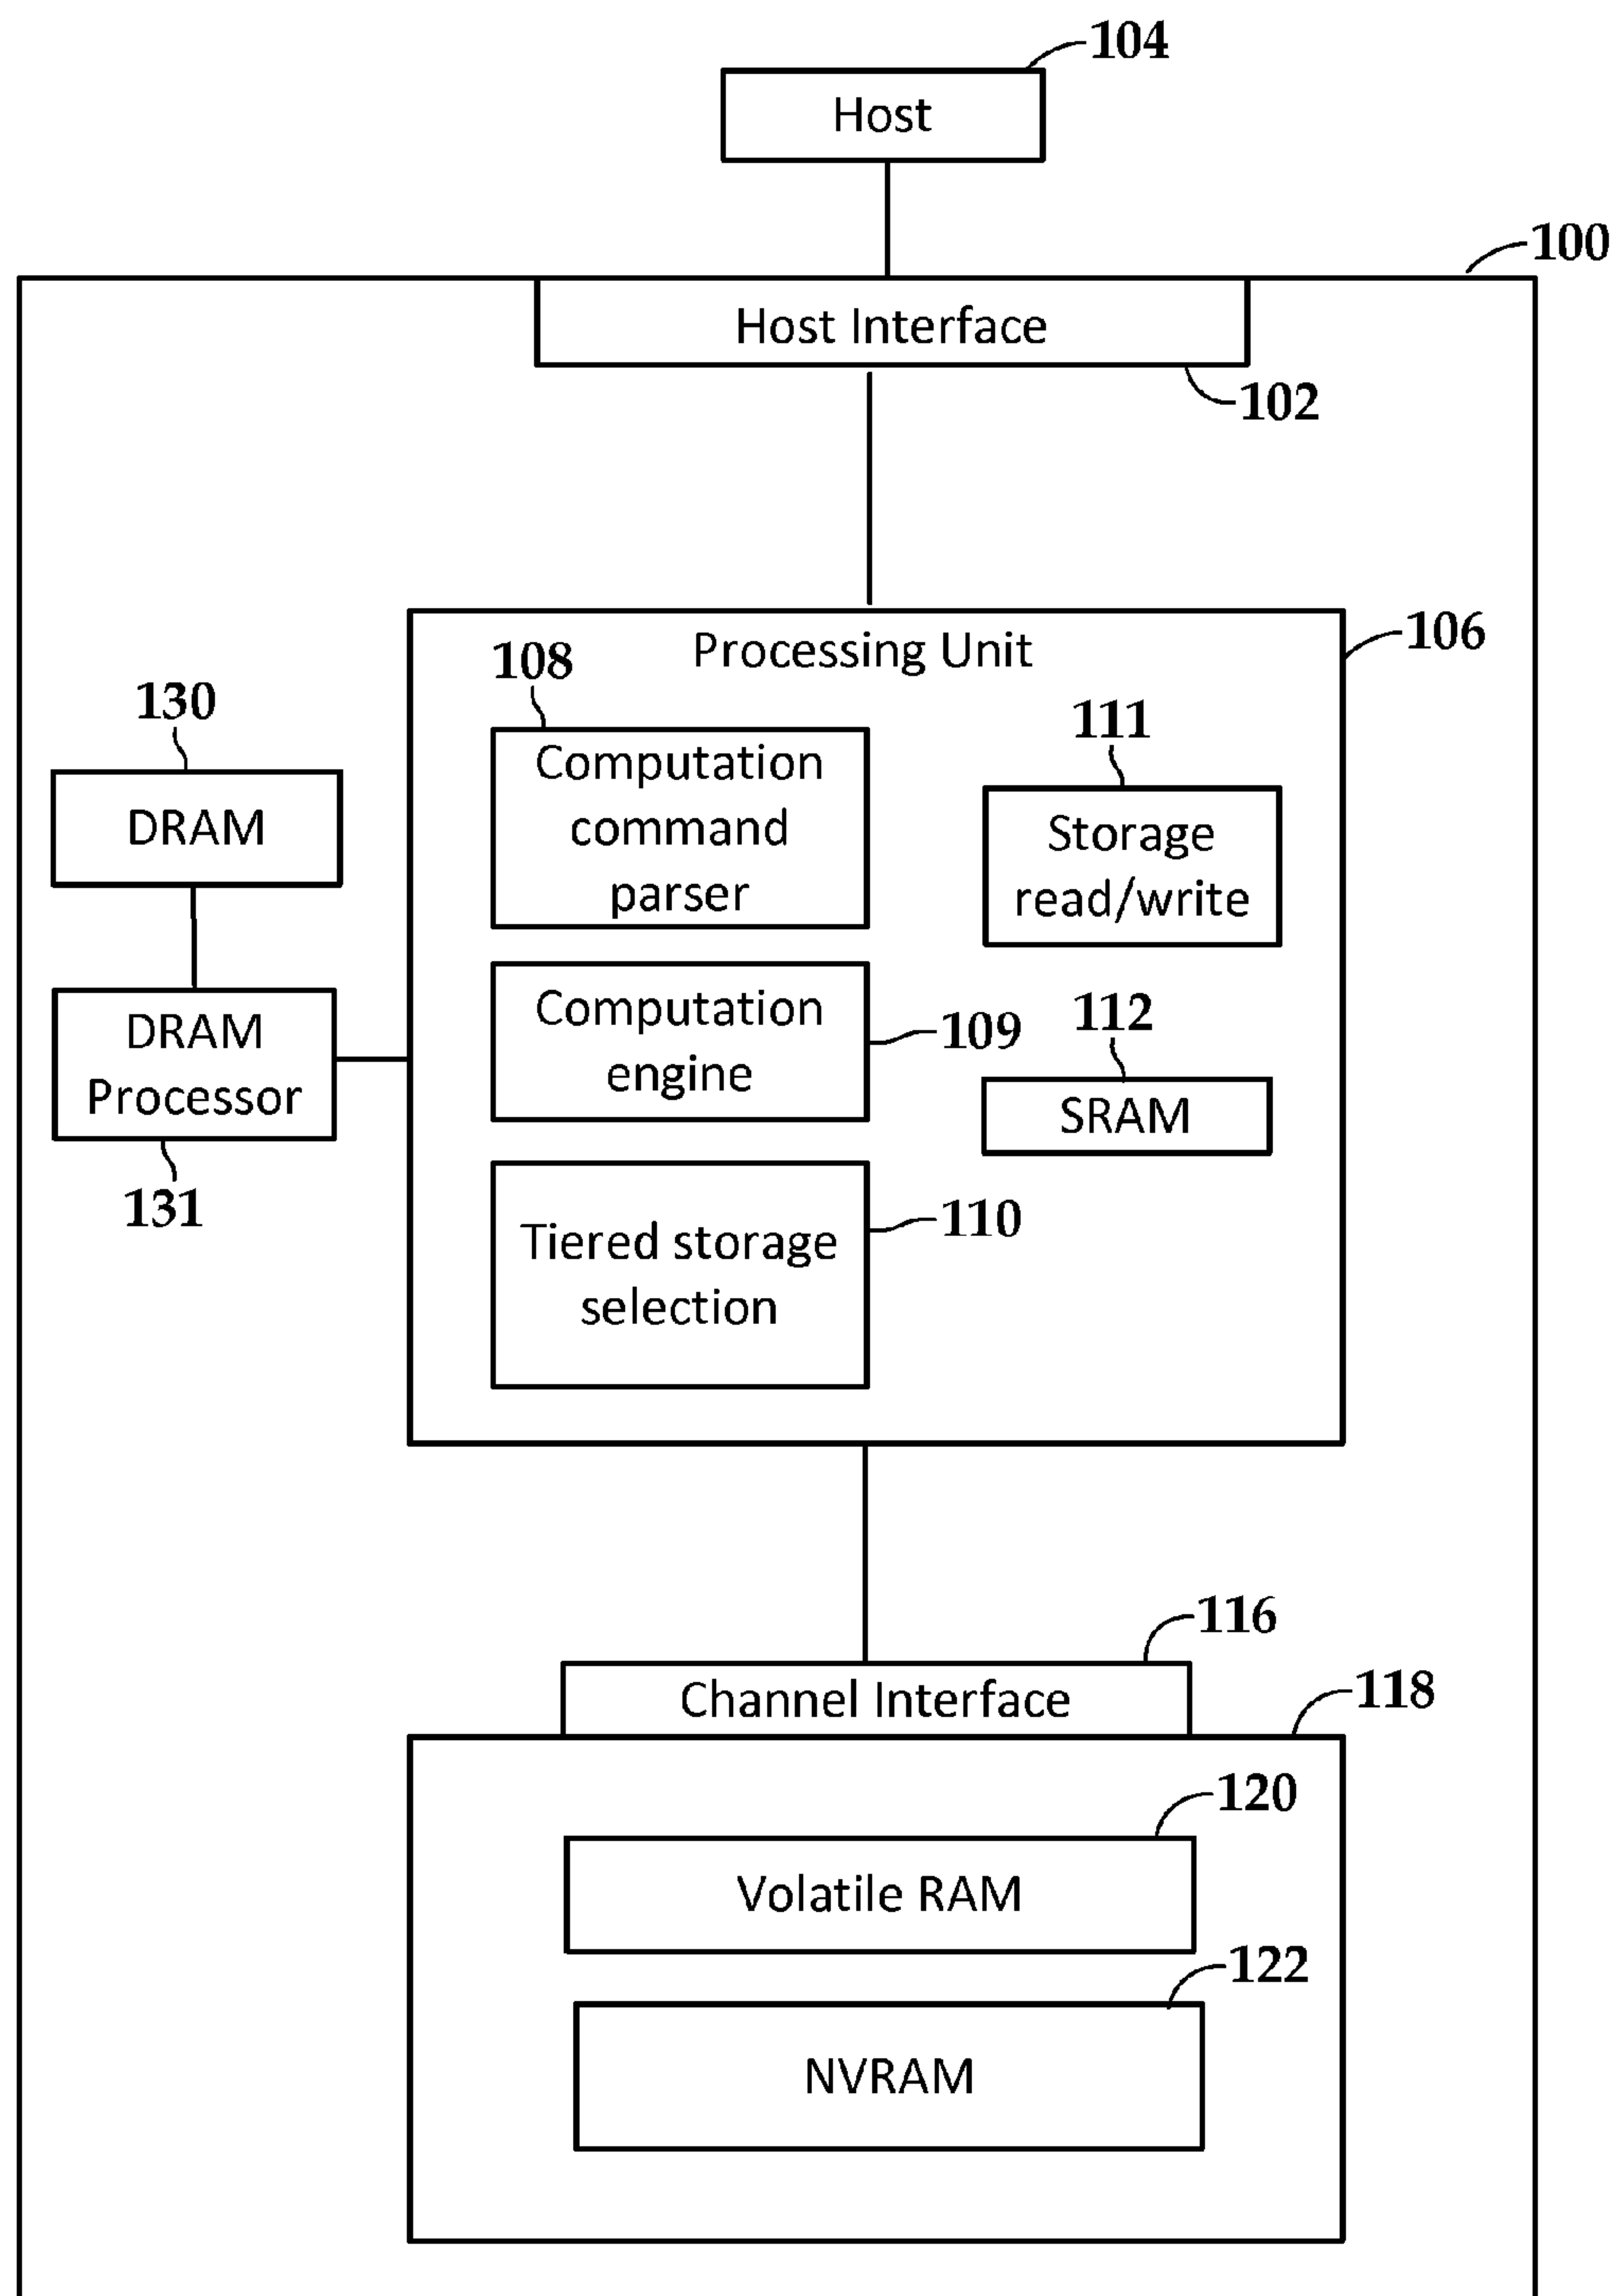 104
Host
100
Host Interface
102
Processing Unit
106
108
130
111
Computation
command
parser
DRAM
Storage
read/write
Computation
engine
109
112
DRAM
Processor
SRAM
131
110
Tiered storage
selection
116
Channel Interface
118
120
Volatile RAM
122
NVRAM